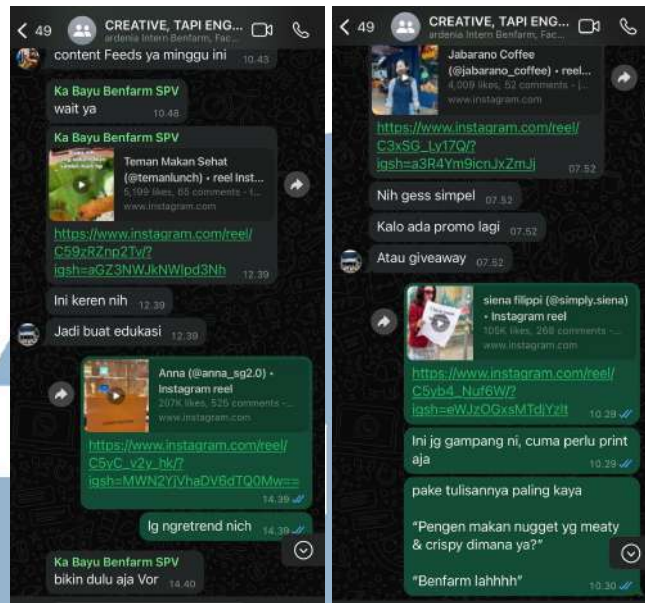 49
CREATIVE, TAPI ENG...
ardenia Intern Benfarm, Fac...
content Feeds ya minggu ini 10.43
Ka Bayu Benfarm SPV
wait ya 10.48
Ka Bayu Benfarm SPV
Teman Makan Sehat
(@temanlunch) • reel Inst...
5,199 likes, 65 comments - t...
www.instagram.com
https://www.instagram.com/reel/
C59zRZnp2Tv/?
igsh=aGZ3NWJkNWlpd3Nh 12.39
Ini keren nih 12.39
Jadi buat edukasi 12.39
Anna (@anna_sg2.0) •
Instagram reel
207K likes, 525 comments - ...
www.instagram.com
https://www.instagram.com/reel/
C5yC_v2y_hk/?
igsh=MWN2YjVhaDV6dTQ0Mw==
14.39
Ig ngretrend nich 14.39
Ka Bayu Benfarm SPV
bikin dulu aja Vor 14.40
49
CREATIVE, TAPI ENG...
ardenia Intern Benfarm, Fac...
Jabarano Coffee
(@jabarano_coffee) • reel...
4,009 likes, 52 comments - j...
www.instagram.com
https://www.instagram.com/reel/
C3xSG_Ly17Q/?
igsh=a3R4Ym9icnJxZmJj 07.52
Nih gess simpel 07.52
Kalo ada promo lagi 07.52
Atau giveaway 07.52
siena filippi (@simply.siena)
• Instagram reel
105K likes, 268 comments - ...
www.instagram.com
https://www.instagram.com/reel/
C5yb4_Nuf6W/?
igsh=eWJzOGxsMTdjYzlt 10.29
Ini jg gampang ni, cuma perlu print
aja 10.29
pake tulisannya paling kaya
"Pengen makan nugget yg meaty
& crispy dimana ya?"
"Benfarm lahhhh" 10.30